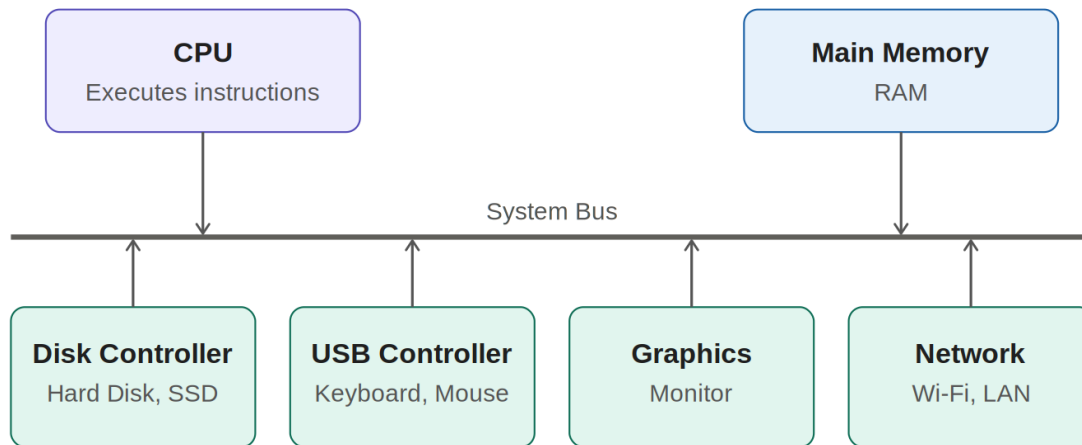 CPU
Executes instructions
Main Memory
RAM
System Bus
Disk Controller
Hard Disk, SSD
USB Controller
Keyboard, Mouse
Graphics
Monitor
Network
Wi-Fi, LAN